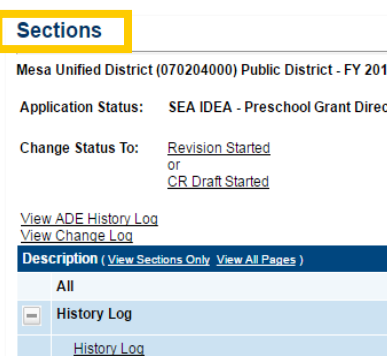 Sections
Mesa Unified District (070204000) Public District - FY 201
Application Status: SEA IDEA - Preschool Grant Direc
Change Status To: Revision Started
or
CR Draft Started
View ADE History Log
View Change Log
Description ( View Sections Only View All Pages )
All
History Log
History Log